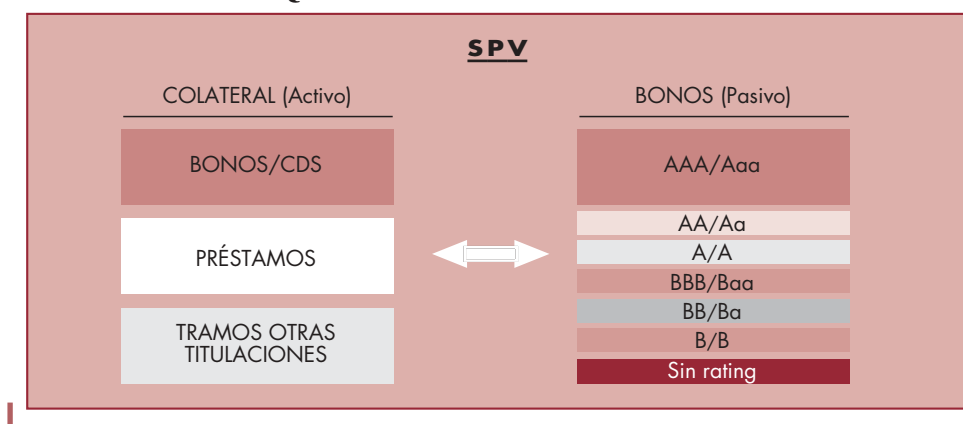 SPV
COLATERAL (Activo)
BONOS/CDS
PRÉSTAMOS
TRAMOS OTRAS
TITULACIONES
BONOS (Pasivo)
AAA/Aaa
AA/Aa
A/A
BBB/Baa
BB/Ba
B/B
Sin rating